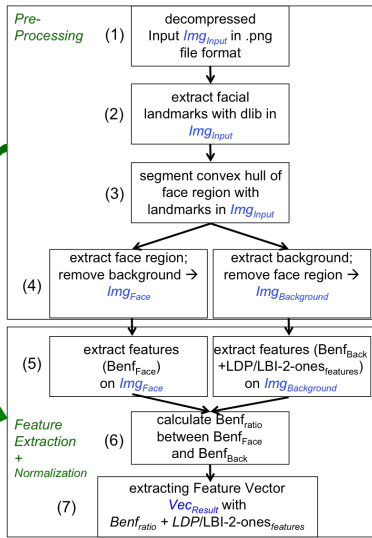 Pre-
Processing
(1)
decompressed
Input Img_Input in .png
file format
(2)
extract facial
landmarks with dlib in
Img_Input
(3)
segment convex hull of
face region with
landmarks in Img_Input
(4)
extract face region;
remove background →
Img_Face
extract background;
remove face region →
Img_Background
(5)
extract features
(Benf_Face)
on Img_Face
extract features (Benf_Back
+LDP/LBI-2-ones_features)
on Img_Background
Feature
Extraction
+
Normalization
(6)
calculate Benf_ratio
between Benf_Face
and Benf_Back
(7)
extracting Feature Vector
Vec_Result with
Benf_ratio + LDP/LBI-2-ones_features